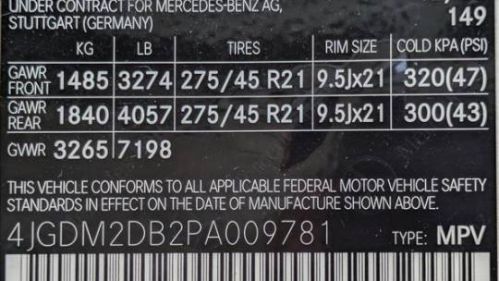 UNDER CONTRACT FOR MERCEDES-BENZ AG,
STUTTGART (GERMANY) 149
KG LB TIRES RIM SIZE COLD KPA (PSI)
GAWR FRONT 1485 3274 275/45 R21 9.5Jx21 320(47)
GAWR REAR 1840 4057 275/45 R21 9.5Jx21 300(43)
GVWR 3265 7198
THIS VEHICLE CONFORMS TO ALL APPLICABLE FEDERAL MOTOR VEHICLE SAFETY
STANDARDS IN EFFECT ON THE DATE OF MANUFACTURE SHOWN ABOVE.
4JGDM2DB2PA009781 TYPE: MPV